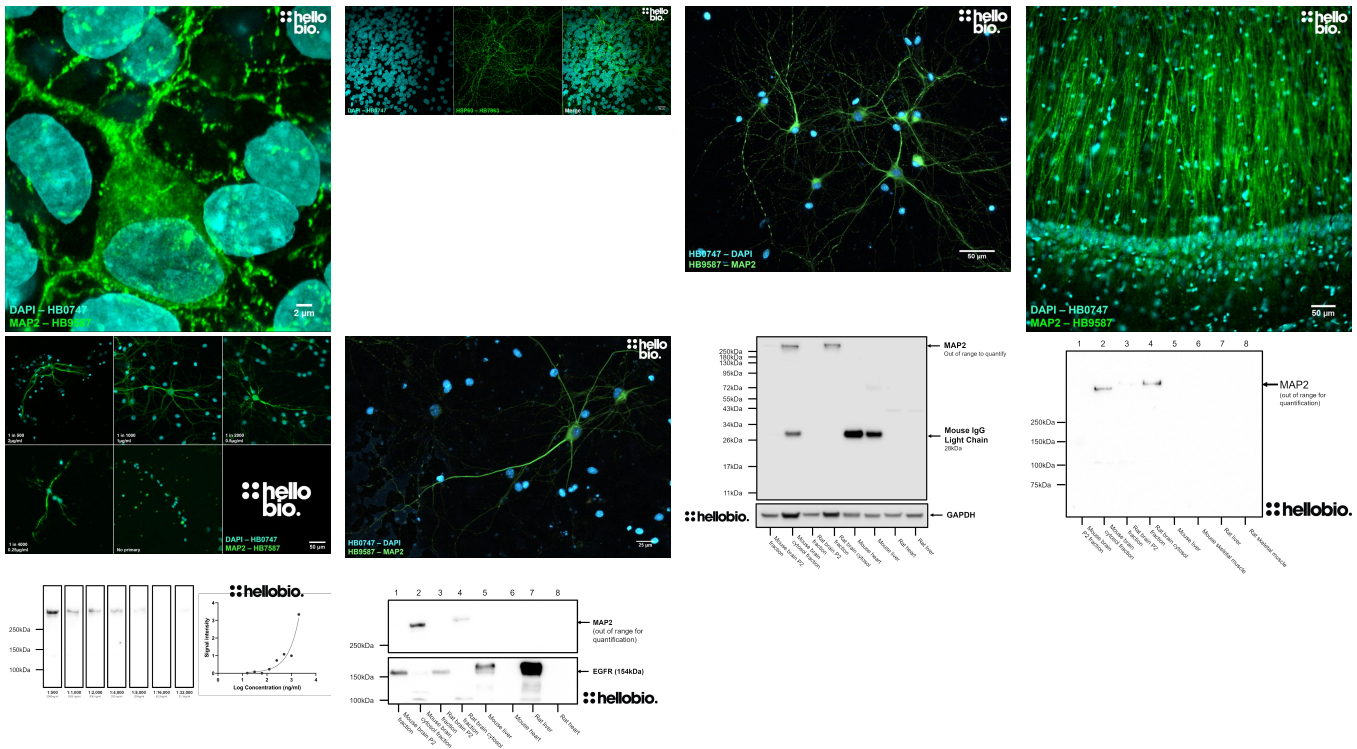 hello
bio.
DAPI – HB0747
MAP2 – HB9587
2 µm
DAPI – HB0747
HSP60 – HB7863
Merge
hello
bio.
hello
bio.
HB0747 – DAPI
HB9587 – MAP2
50 µm
hello
bio.
DAPI – HB0747
MAP2 – HB9587
50 µm
1 in 500
2µg/ml
1 in 1000
1µg/ml
1 in 2000
0.5µg/ml
1 in 4000
0.25µg/ml
No primary
hello
bio.
DAPI – HB0747
MAP2 – HB7587
50 µm
hello
bio.
HB0747 – DAPI
HB9587 – MAP2
25 µm
250kDa
180kDa
130kDa
95kDa
72kDa
55kDa
43kDa
34kDa
26kDa
17kDa
11kDa
MAP2
Out of range to quantify
Mouse IgG
Light Chain
28kDa
GAPDH
hellobio.
Mouse brain P2
fraction
Mouse brain
cytosol fraction
Rat brain P2
fraction
Rat brain cytosol
fraction
Mouse heart
Mouse liver
Rat heart
Rat liver
1 2 3 4 5 6 7 8
MAP2
(out of range for
quantification)
250kDa
150kDa
100kDa
75kDa
hellobio.
Mouse brain
P2 fraction
Mouse brain
cytosol fraction
Rat brain P2
fraction
Rat brain cytosol
fraction
Mouse liver
Mouse skeletal muscle
Rat liver
Rat skeletal muscle
hellobio.
250kDa
150kDa
100kDa
1:500
1:1,000
1:2,000
1:4,000
1:8,000
1:16,000
1:32,000
Signal intensity
4
3
2
1
0
0 1 2 3 4
Log Concentration (ng/ml)
1 2 3 4 5 6 7 8
MAP2
(out of range for
quantification)
250kDa
EGFR (154kDa)
150kDa
100kDa
hellobio.
Mouse brain P2
fraction
Mouse brain
cytosol fraction
Rat brain P2
fraction
Rat brain cytosol
fraction
Mouse liver
Mouse heart
Rat liver
Rat heart